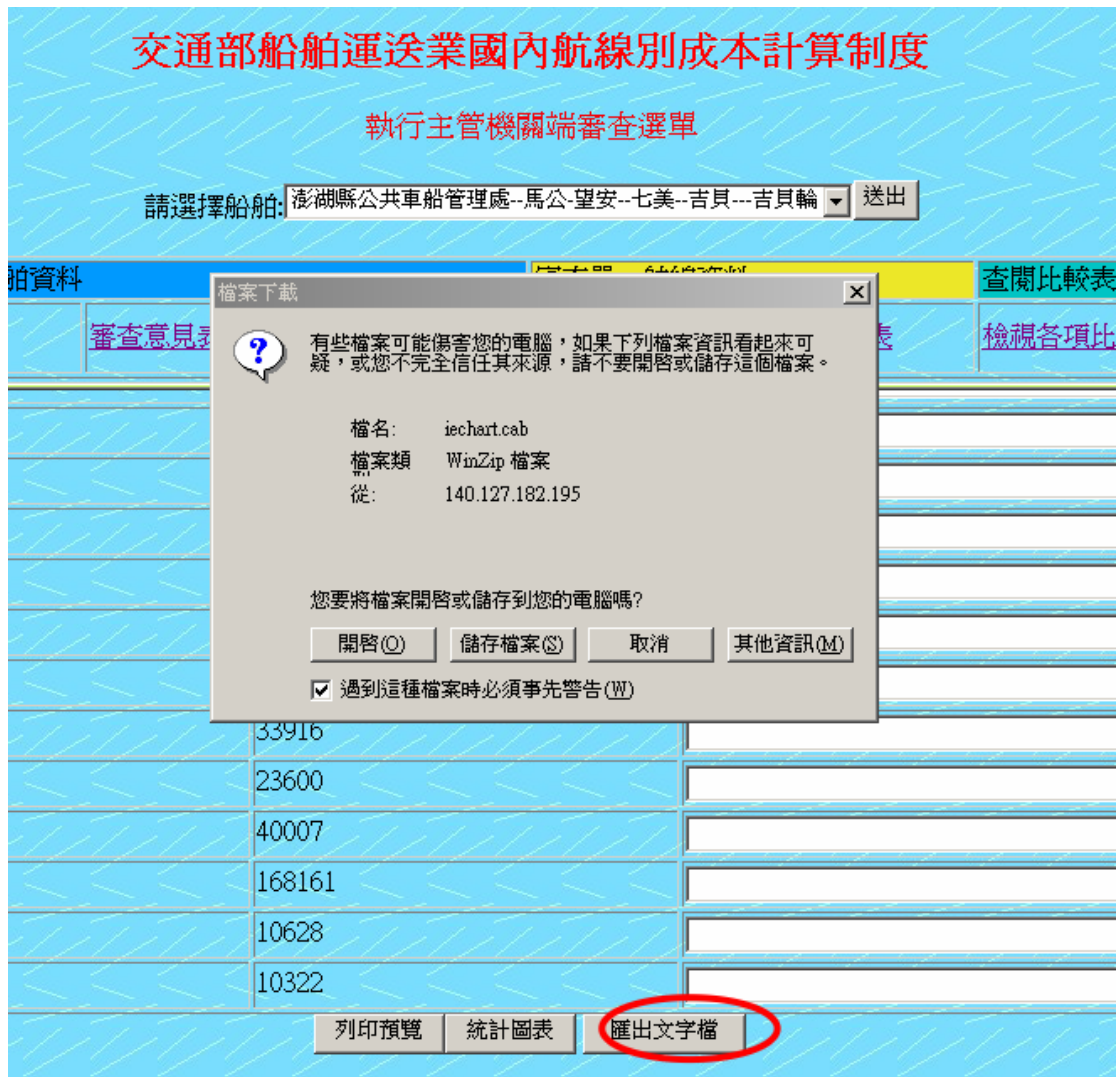 交通部船舶運送業國內航線別成本計算制度
執行主管機關端審查選單
請選擇船舶: 澎湖縣公共車船管理處--馬公-望安--七美--吉貝---吉貝輪 送出
舶資料 查閱比較表
審查意見表 表 檢視各項比
檔案下載
有些檔案可能傷害您的電腦，如果下列檔案資訊看起來可
疑，或您不完全信任其來源，請不要開啓或儲存這個檔案。
檔名: iechart.cab
檔案類 WinZip 檔案
從: 140.127.182.195
您要將檔案開啓或儲存到您的電腦嗎?
開啓(O) 儲存檔案(S) 取消 其他資訊(M)
遇到這種檔案時必須事先警告(W)
33916
23600
40007
168161
10628
10322
列印預覽 統計圖表 匯出文字檔